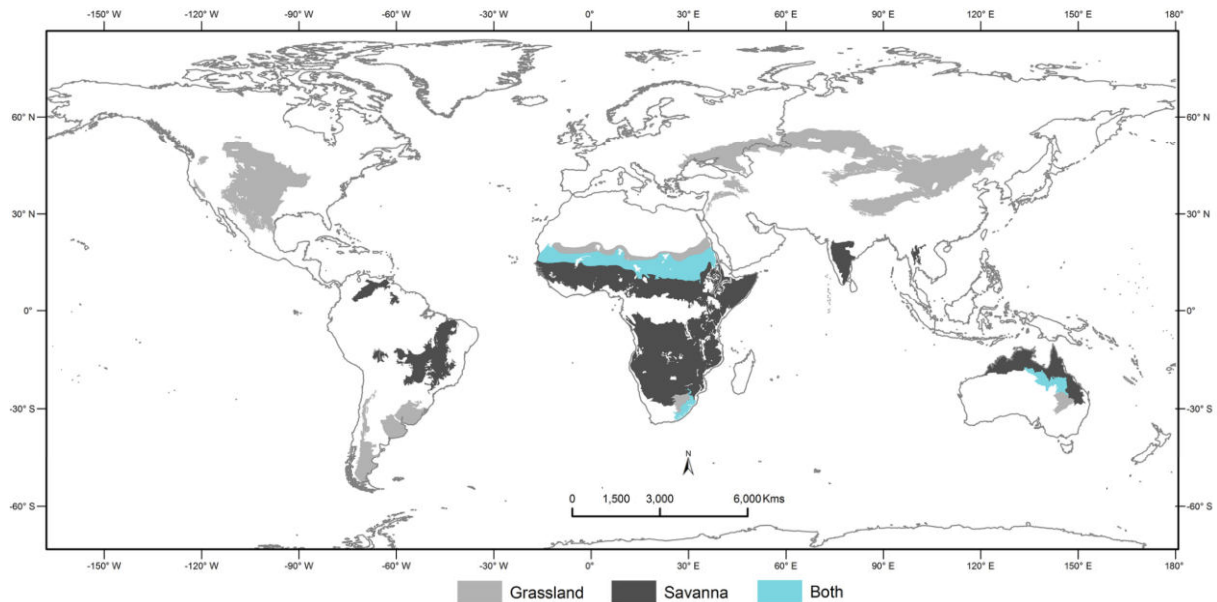 -150° W -120° W -90° W -60° W -30° W 0° 30° E 60° E 90° E 120° E 150° E 180°
60° N 60° N
30° N 30° N
0° 0°
-30° S -30° S
N
0 1,500 3,000 6,000 Kms
-60° S -60° S
-150° W -120° W -90° W -60° W -30° W 0° 30° E 60° E 90° E 120° E 150° E 180°
Grassland Savanna Both